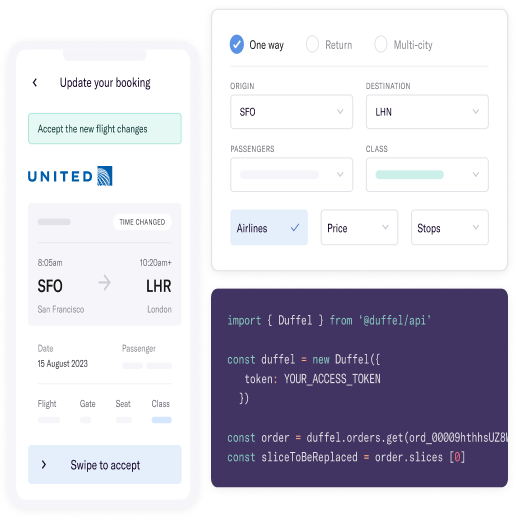 Update your booking
Accept the new flight changes
UNITED
TIME CHANGED
8:05am 10:20am+
SFO LHR
San Francisco London
Date Passenger
15 August 2023
Flight Gate Seat Class
Swipe to accept
One way Return Multi-city
ORIGIN DESTINATION
SFO LHN
PASSENGERS CLASS
Airlines Price Stops
import { Duffel } from '@duffel/api'
const duffel = new Duffel({
token: YOUR_ACCESS_TOKEN
})
const order = duffel.orders.get(ord_00009hthhsUZ8W
const sliceToBeReplaced = order.slices [0]